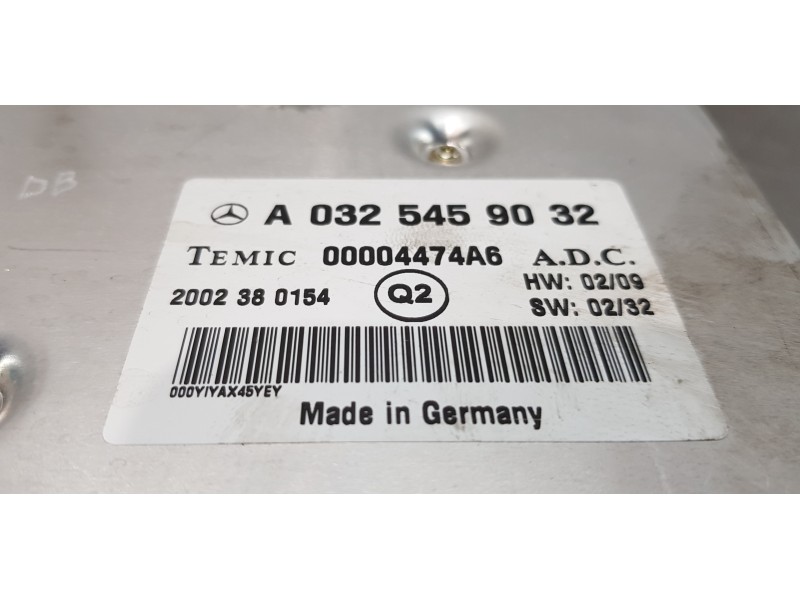 DB
A 032 545 90 32
TEMIC 00004474A6 A.D.C.
2002 38 0154 Q2 HW: 02/09
SW: 02/32
000YIYAX45YEY
Made in Germany